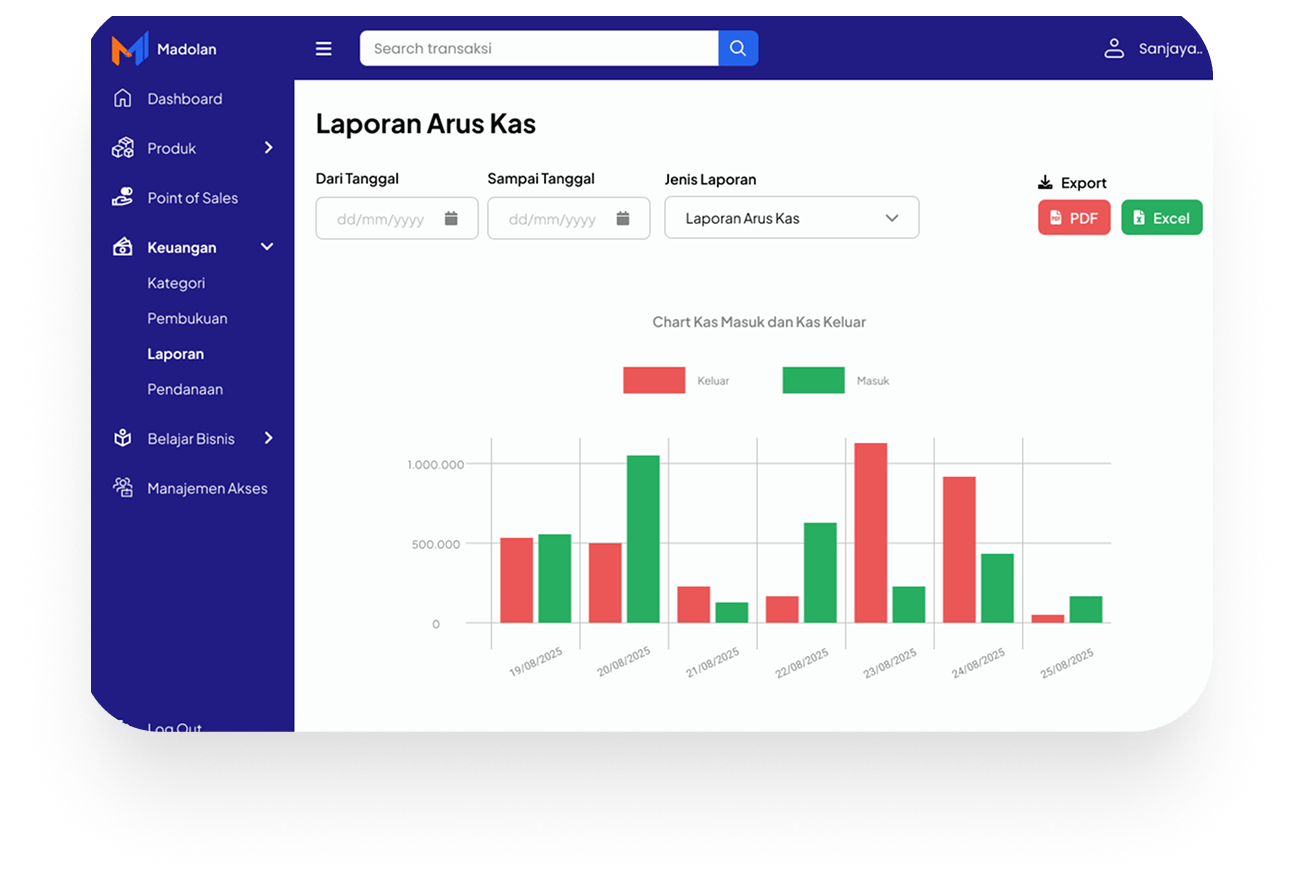 Madolan
Search transaksi
Sanjaya..
Dashboard
Produk
Point of Sales
Keuangan
Kategori
Pembukuan
Laporan
Pendanaan
Belajar Bisnis
Manajemen Akses
Log Out
Laporan Arus Kas
Dari Tanggal
Sampai Tanggal
Jenis Laporan
Export
dd/mm/yyyy
dd/mm/yyyy
Laporan Arus Kas
PDF
Excel
Chart Kas Masuk dan Kas Keluar
Keluar
Masuk
1.000.000
500.000
0
19/08/2025
20/08/2025
21/08/2025
22/08/2025
23/08/2025
24/08/2025
25/08/2025